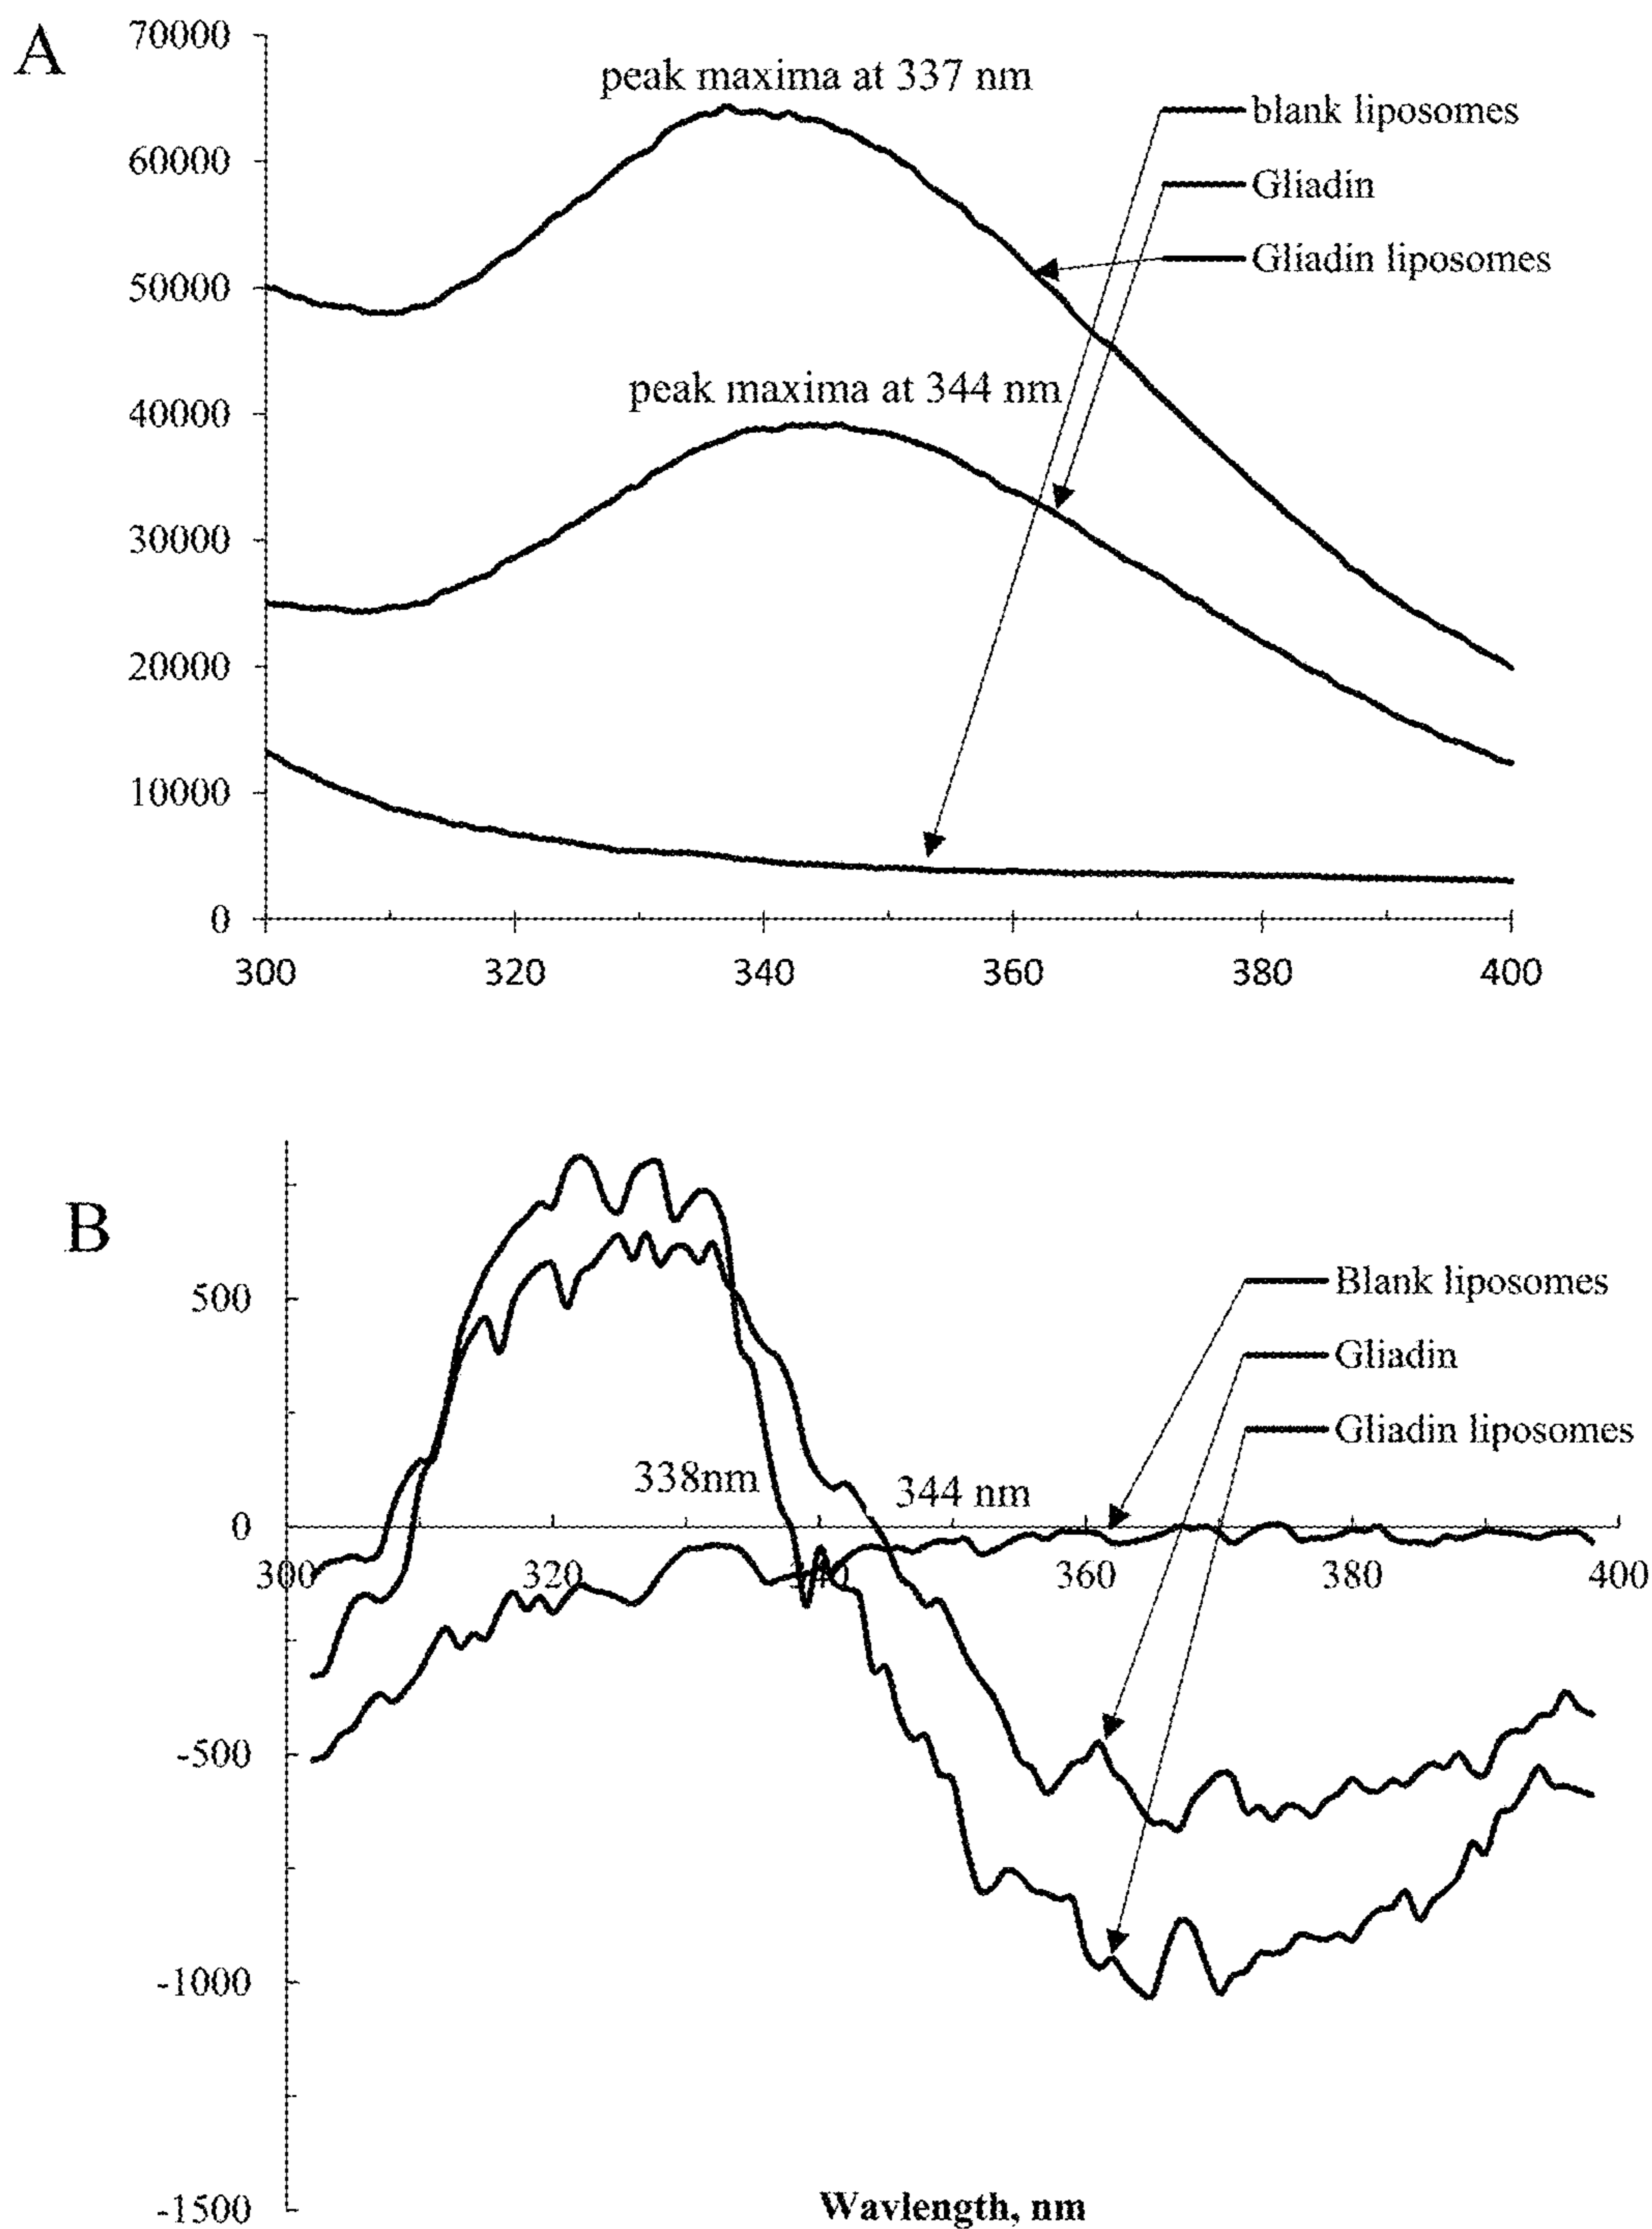 A
70000
60000
50000
40000
30000
20000
10000
0
peak maxima at 337 nm
peak maxima at 344 nm
blank liposomes
Gliadin
Gliadin liposomes
300 320 340 360 380 400
B
500
0
-500
-1000
-1500
338nm
344 nm
Blank liposomes
Gliadin
Gliadin liposomes
300 320 340 360 380 400
Wavlength, nm